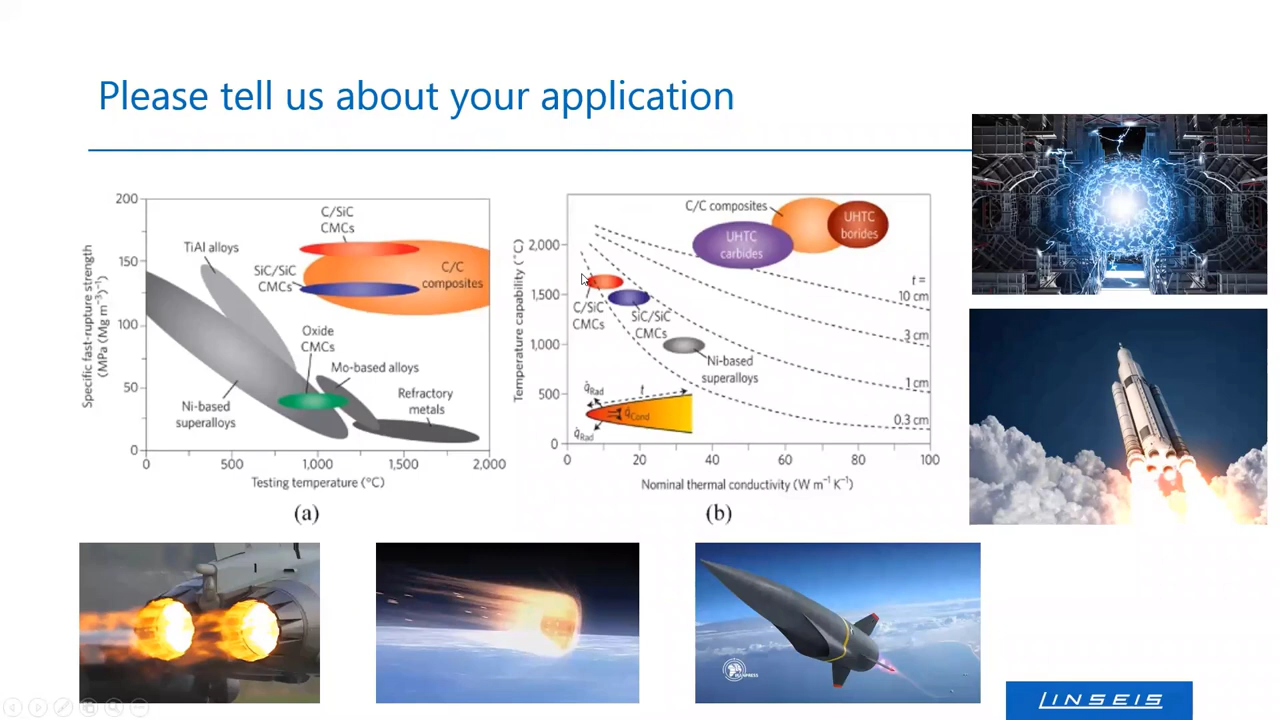 Please tell us about your application
200
150
100
50
0
0
500
1,000
1,500
2,000
Specific fast-rupture strength
(MPa (Mg m⁻³)⁻¹)
Testing temperature (°C)
TiAl alloys
C/SiC
CMCs
SiC/SiC
CMCs
C/C
composites
Oxide
CMCs
Mo-based alloys
Ni-based
superalloys
Refractory
metals
(a)
2,000
1,500
1,000
500
0
0
20
40
60
80
100
Temperature capability (°C)
Nominal thermal conductivity (W m⁻¹ K⁻¹)
C/C composites
UHTC
carbides
UHTC
borides
C/SiC
CMCs
SiC/SiC
CMCs
Ni-based
superalloys
t =
10 cm
3 cm
1 cm
0.3 cm
q̇Rad
t
q̇Cond
q̇Rad
(b)
LINSEIS